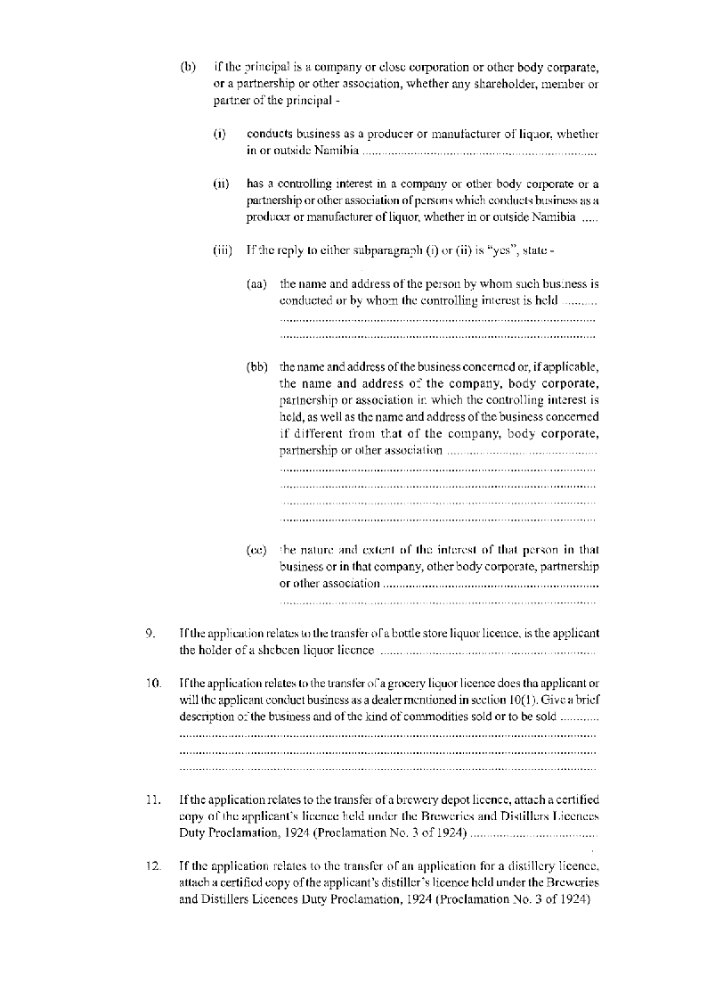 (b) if the principal is a company or close corporation or other body corparate,
or a partnership or other association, whether any shareholder, member or
partner of the principal -
(i) conducts business as a producer or manufacturer of liquor, whether
in or outside Namibia ........................................................................
(ii) has a controlling interest in a company or other body corporate or a
partnership or other association of persons which conducts business as a
producer or manufacturer of liquor, whether in or outside Namibia .....
(iii) If the reply to either subparagraph (i) or (ii) is “yes”, state -
(aa) the name and address of the person by whom such business is
conducted or by whom the controlling interest is held ...........
.................................................................................................
.................................................................................................
(bb) the name and address of the business concerned or, if applicable,
the name and address of the company, body corporate,
partnership or association in which the controlling interest is
held, as well as the name and address of the business concerned
if different from that of the company, body corporate,
partnership or other association ..............................................
.................................................................................................
.................................................................................................
.................................................................................................
.................................................................................................
(cc) the nature and extent of the interest of that person in that
business or in that company, other body corporate, partnership
or other association ..................................................................
.................................................................................................
9. If the application relates to the transfer of a bottle store liquor licence, is the applicant
the holder of a shebeen liquor licence ..................................................................
10. If the application relates to the transfer of a grocery liquor licence does tha applicant or
will the applicant conduct business as a dealer mentioned in section 10(1). Give a brief
description of the business and of the kind of commodities sold or to be sold ............
................................................................................................................................
................................................................................................................................
................................................................................................................................
11. If the application relates to the transfer of a brewery depot licence, attach a certified
copy of the applicant’s licence held under the Breweries and Distillers Licences
Duty Proclamation, 1924 (Proclamation No. 3 of 1924) .......................................
12. If the application relates to the transfer of an application for a distillery licence,
attach a certified copy of the applicant’s distiller’s licence held under the Breweries
and Distillers Licences Duty Proclamation, 1924 (Proclamation No. 3 of 1924)